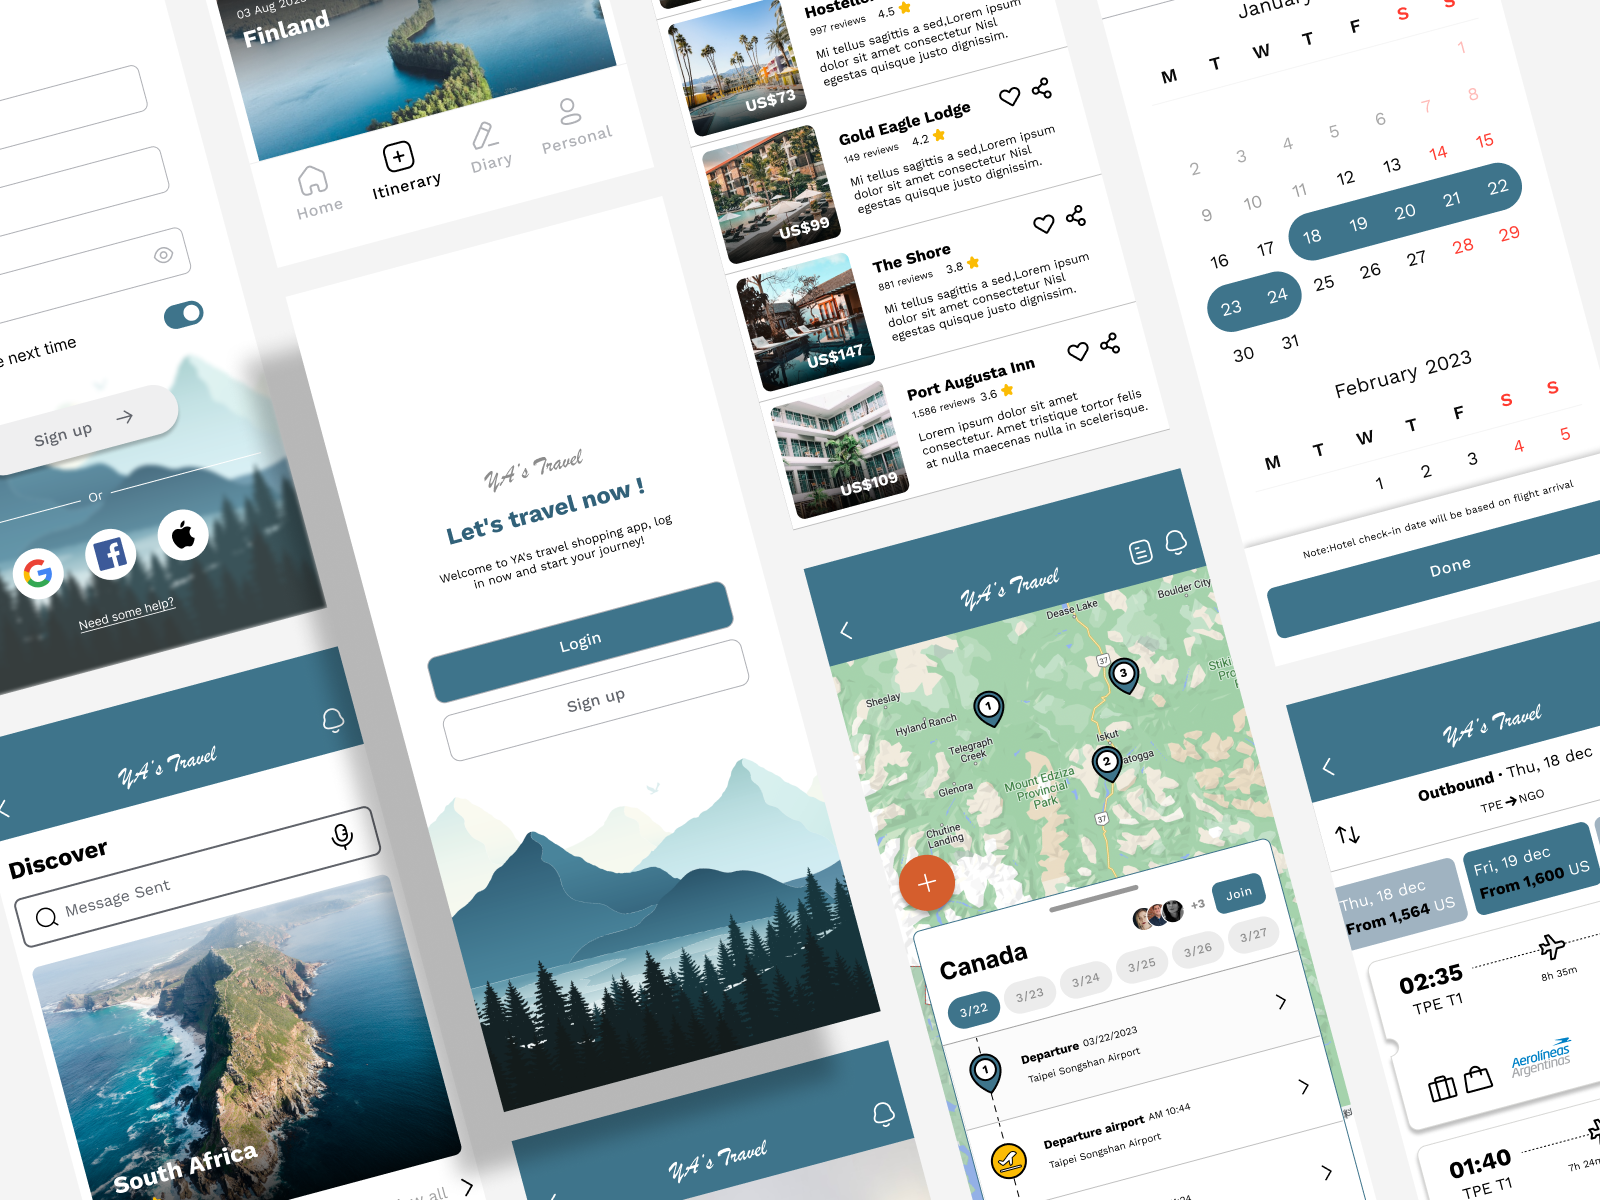 next time
Sign up
Or
Need some help?
YA's Travel
Discover
Message Sent
South Africa
all
03 Aug
Finland
Home
Itinerary
Diary
Personal
YA's Travel
Let's travel now !
Welcome to YA's travel shopping app, log
in now and start your journey!
Login
Sign up
YA's Travel
997 reviews 4.5
Mi tellus sagittis a sed,Lorem ipsum
dolor sit amet consectetur Nisl
egestas quisque justo dignissim.
US$73
Gold Eagle Lodge
149 reviews 4.2
Mi tellus sagittis a sed,Lorem ipsum
dolor sit amet consectetur Nisl
egestas quisque justo dignissim.
US$99
The Shore
881 reviews 3.8
Mi tellus sagittis a sed,Lorem ipsum
dolor sit amet consectetur Nisl
egestas quisque justo dignissim.
US$147
Port Augusta Inn
1.586 reviews 3.6
Lorem ipsum dolor sit amet
consectetur. Amet tristique tortor felis
at nulla maecenas nulla in scelerisque.
US$109
YA's Travel
Dease Lake
Boulder City
37
3
Sheslay
1
Hyland Ranch
Telegraph
Creek
Iskut
2
atogga
Glenora
Mount Edziza
Provincial
Park
37
Chutine
Landing
+3
Join
Canada
3/22
3/23
3/24
3/25
3/26
3/27
1
Departure 03/22/2023
Taipei Songshan Airport
Departure airport AM 10:44
Taipei Songshan Airport
January
M T W T F S S
1
2 3 4 5 6 7 8
9 10 11 12 13 14 15
16 17 18 19 20 21 22
23 24 25 26 27 28 29
30 31
February 2023
M T W T F S S
1 2 3 4 5
Note:Hotel check-in date will be based on flight arrival
Done
YA's Travel
Outbound · Thu, 18 dec
TPE NGO
Thu, 18 dec
From 1,564 US
Fri, 19 dec
From 1,600 US
02:35
TPE T1
8h 35m
Aerolíneas
Argentinas
01:40
TPE T1
7h